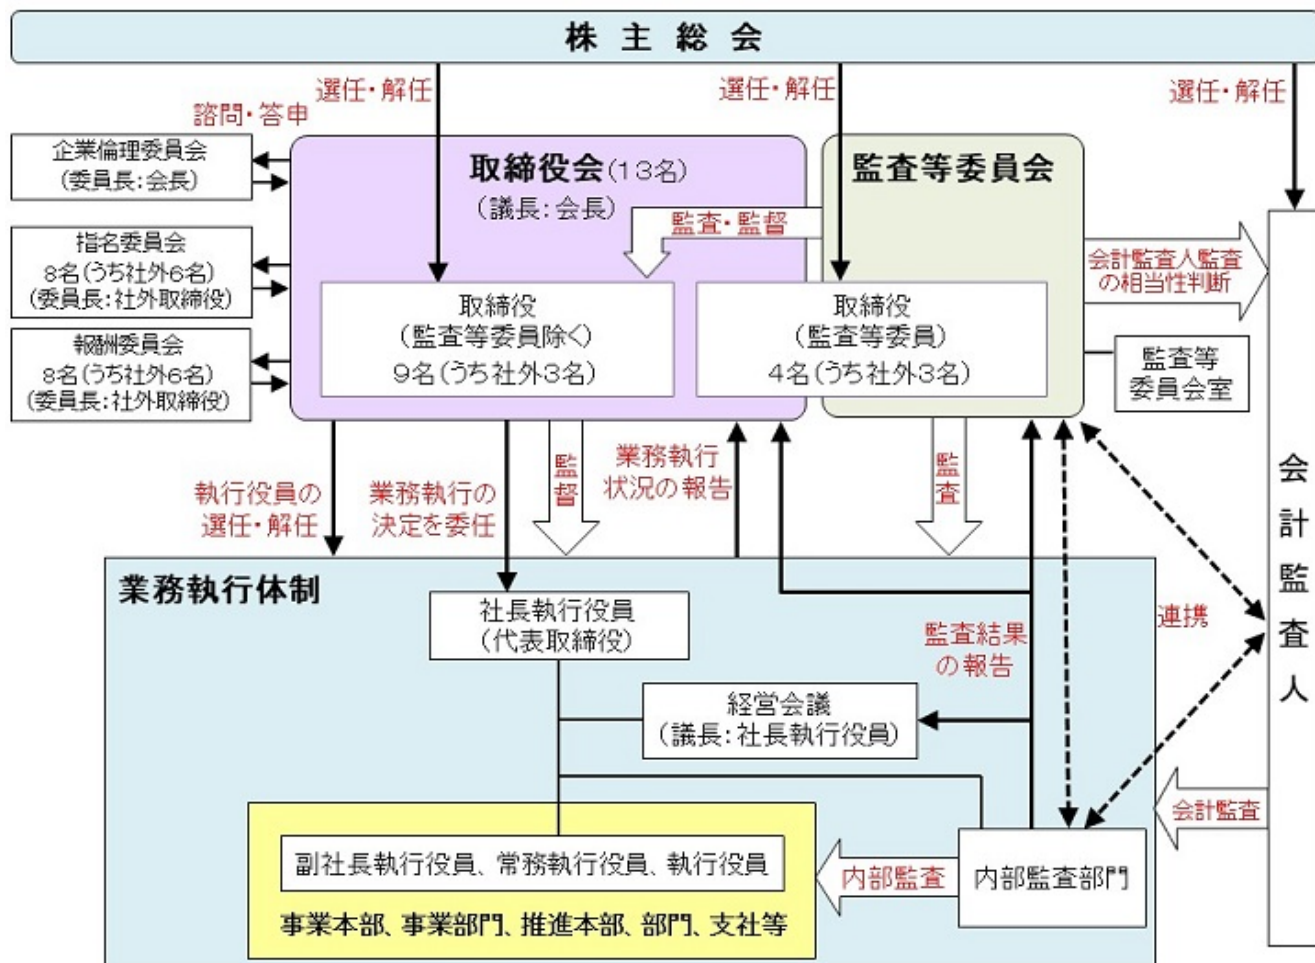 株主総会
選任・解任
選任・解任
選任・解任
諮問・答申
企業倫理委員会
(委員長:会長)
指名委員会
8名(うち社外6名)
(委員長:社外取締役)
報酬委員会
8名(うち社外6名)
(委員長:社外取締役)
取締役会(13名)
(議長:会長)
監査等委員会
監査・監督
取締役
(監査等委員除く)
9名(うち社外3名)
取締役
(監査等委員)
4名(うち社外3名)
会計監査人監査
の相当性判断
監査等
委員会室
執行役員の
選任・解任
業務執行の
決定を委任
監督
業務執行
状況の報告
監査
会計監査人
業務執行体制
社長執行役員
(代表取締役)
監査結果
の報告
連携
経営会議
(議長:社長執行役員)
会計監査
副社長執行役員、常務執行役員、執行役員
事業本部、事業部門、推進本部、部門、支社等
内部監査
内部監査部門